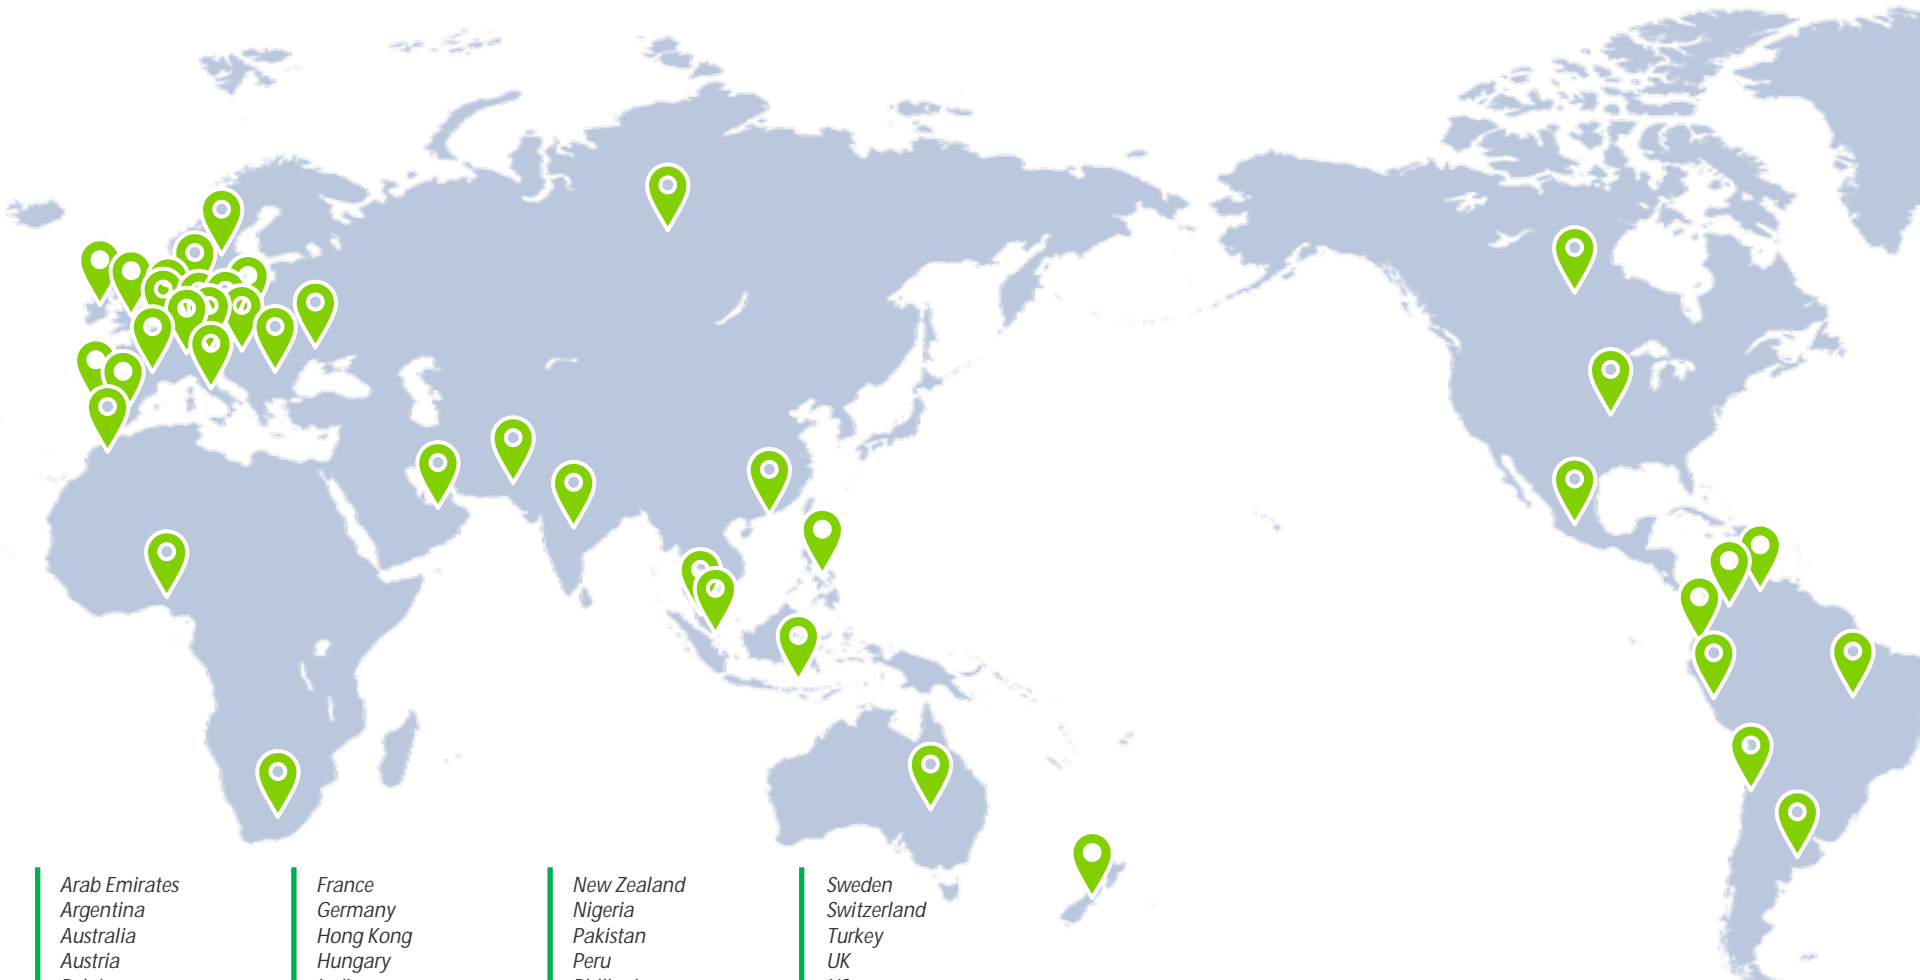 Arab Emirates
Argentina
Australia
Austria
France
Germany
Hong Kong
Hungary
New Zealand
Nigeria
Pakistan
Peru
Sweden
Switzerland
Turkey
UK